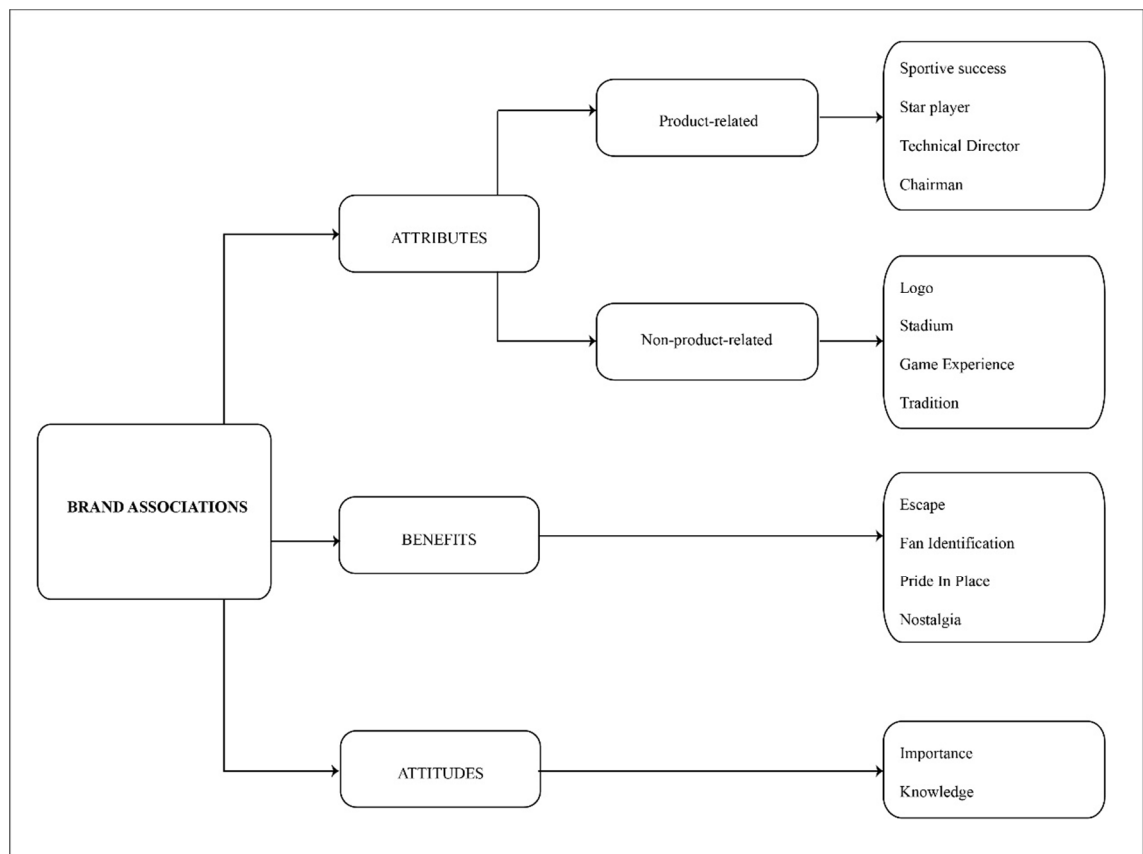 BRAND ASSOCIATIONS
ATTRIBUTES
Product-related
Sportive success
Star player
Technical Director
Chairman
Non-product-related
Logo
Stadium
Game Experience
Tradition
BENEFITS
Escape
Fan Identification
Pride In Place
Nostalgia
ATTITUDES
Importance
Knowledge